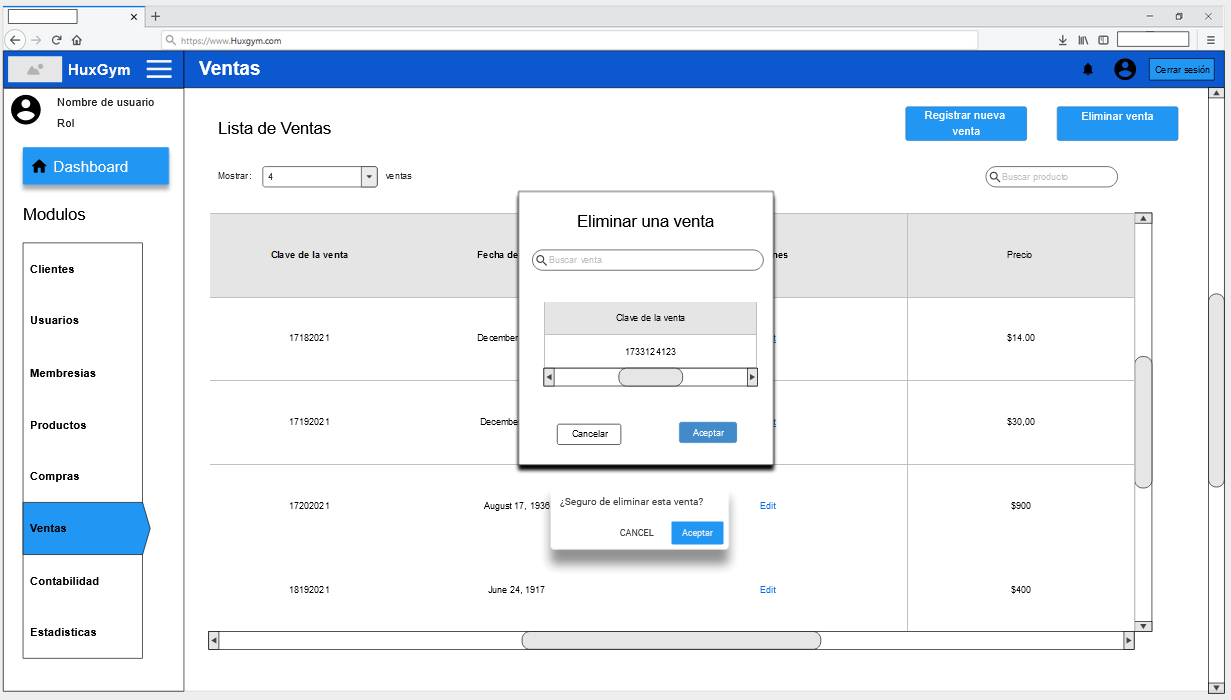 https://www.Huxgym.com
HuxGym
Ventas
Cerrar sesión
Nombre de usuario
Rol
Dashboard
Modulos
Clientes
Usuarios
Membresias
Productos
Compras
Ventas
Contabilidad
Estadisticas
Lista de Ventas
Registrar nueva
venta
Eliminar venta
Mostrar:
4
ventas
Buscar producto
Clave de la venta
Fecha de
nes
Precio
17182021
December
$14.00
17192021
Decembe
$30,00
17202021
August 17, 1936
Edit
$900
18192021
June 24, 1917
Edit
$400
Eliminar una venta
Buscar venta
Clave de la venta
1733124123
Cancelar
Aceptar
¿Seguro de eliminar esta venta?
CANCEL
Aceptar